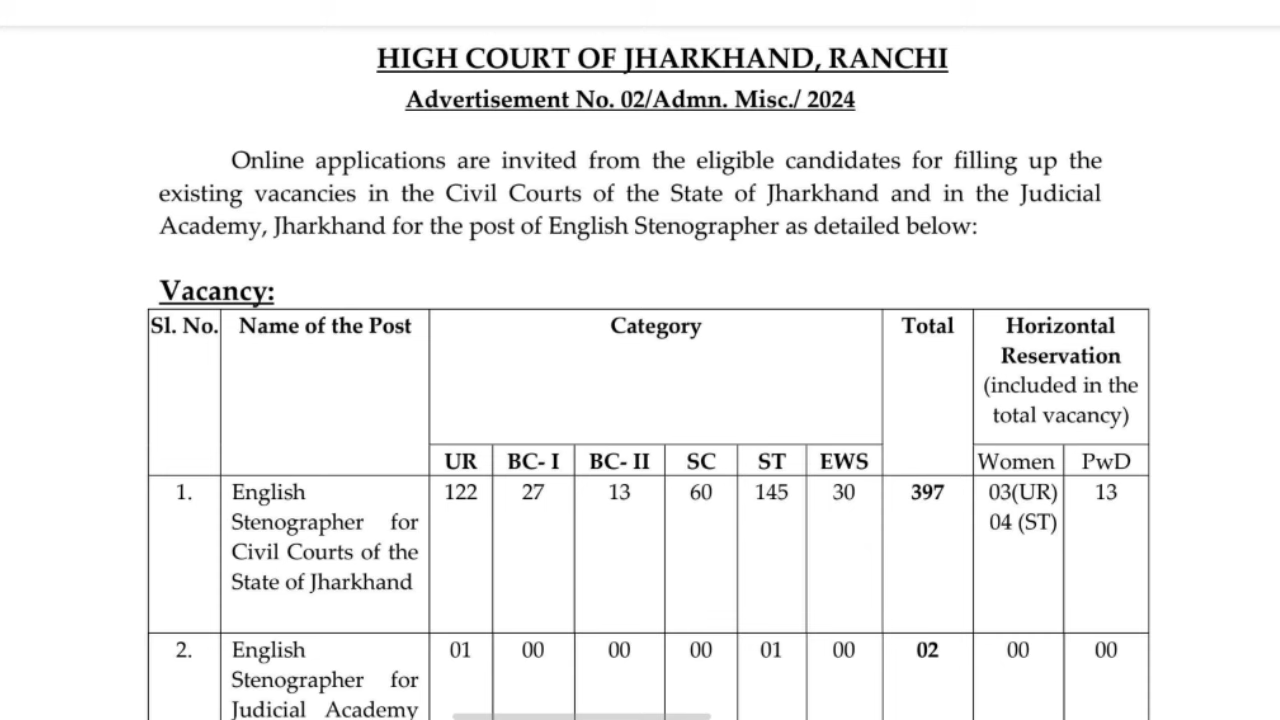 HIGH COURT OF JHARKHAND, RANCHI
Advertisement No. 02/Admn. Misc./ 2024
Online applications are invited from the eligible candidates for filling up the
existing vacancies in the Civil Courts of the State of Jharkhand and in the Judicial
Academy, Jharkhand for the post of English Stenographer as detailed below:
Vacancy:
Sl. No. Name of the Post Category Total Horizontal
Reservation
(included in the
total vacancy)
UR BC- I BC- II SC ST EWS Women PwD
1. English 122 27 13 60 145 30 397 03(UR) 13
Stenographer for 04 (ST)
Civil Courts of the
State of Jharkhand
2. English 01 00 00 00 01 00 02 00 00
Stenographer for
Judicial Academy